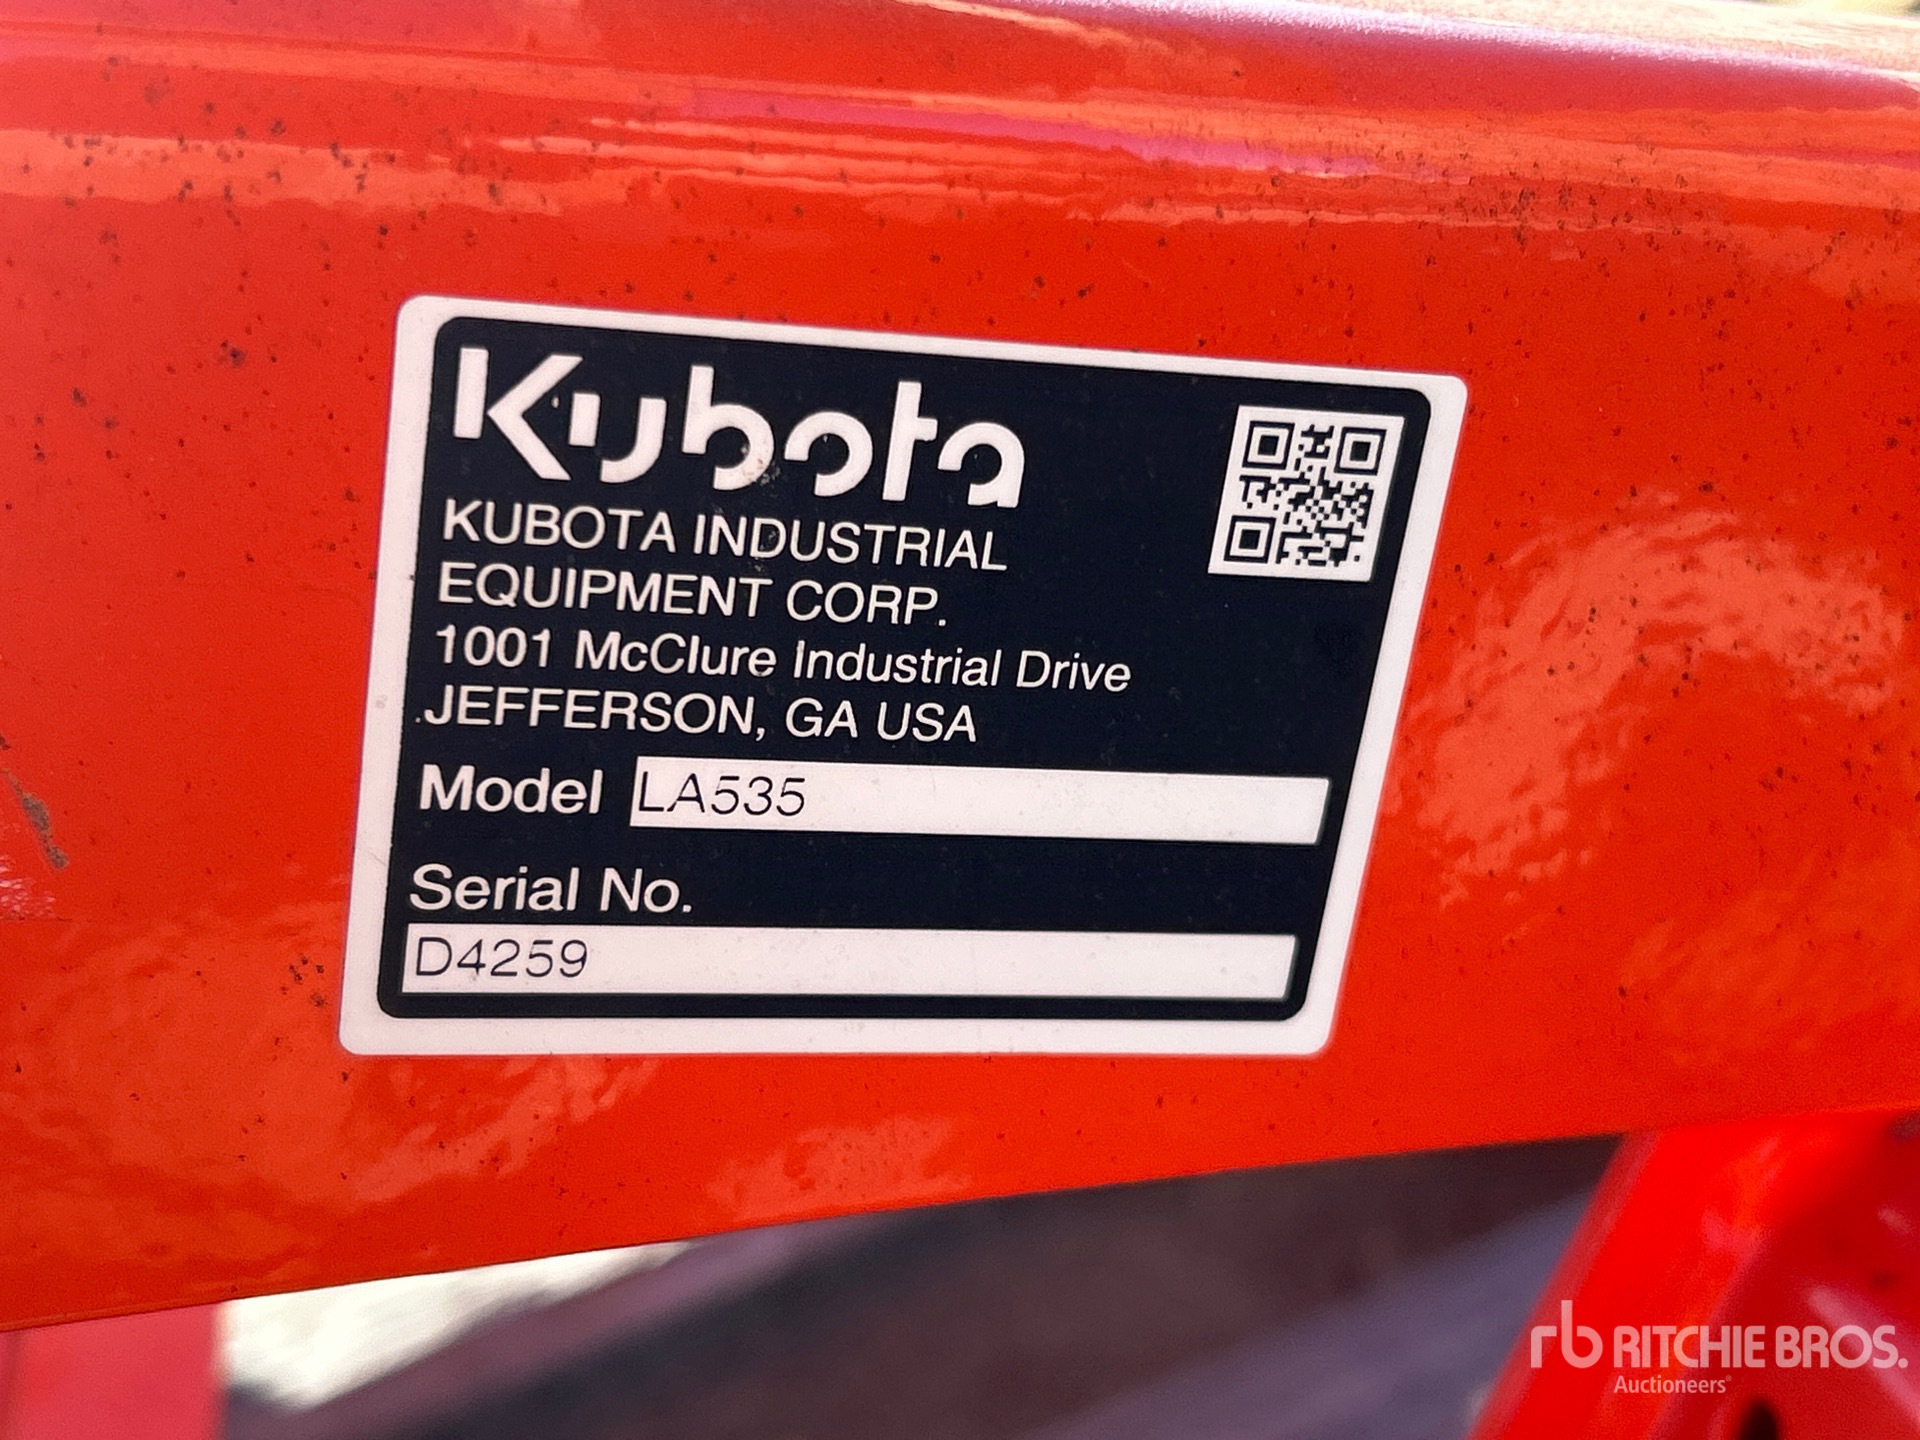 Kubota
KUBOTA INDUSTRIAL
EQUIPMENT CORP.
1001 McClure Industrial Drive
JEFFERSON, GA USA
Model LA535
Serial No.
D4259
rb RITCHIE BROS.
Auctioneers